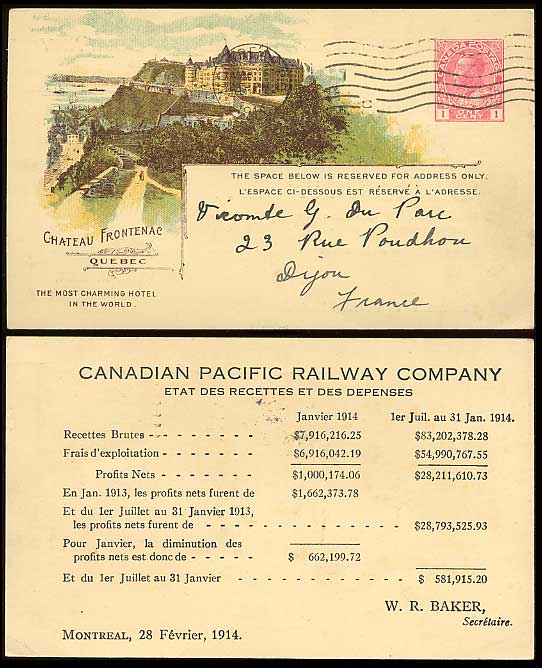 CANADA POSTAGE
1 ONE CENT 1
THE SPACE BELOW IS RESERVED FOR ADDRESS ONLY.
L'ESPACE CI-DESSOUS EST RÉSERVÉ À L'ADRESSE.
Vicomte G. Du Parc
23 Rue Poudhou
Dijon
France
CHATEAU FRONTENAC
QUEBEC
THE MOST CHARMING HOTEL
IN THE WORLD.
CANADIAN PACIFIC RAILWAY COMPANY
ETAT DES RECETTES ET DES DEPENSES
Janvier 1914 1er Juil. au 31 Jan. 1914.
Recettes Brutes - - - - - - - - $7,916,216.25 $83,202,378.28
Frais d'exploitation - - - - - - - $6,916,042.19 $54,990,767.55
Profits Nets - - - - - - $1,000,174.06 $28,211,610.73
En Jan. 1913, les profits nets furent de $1,662,373.78
Et du 1er Juillet au 31 Janvier 1913,
les profits nets furent de - - - - - - - - - - - - - $28,793,525.93
Pour Janvier, la diminution des
profits nets est donc de - - - - - $ 662,199.72
Et du 1er Juillet au 31 Janvier - - - - - - - - - - - - $ 581,915.20
W. R. BAKER,
Secrétaire.
MONTREAL, 28 Février, 1914.